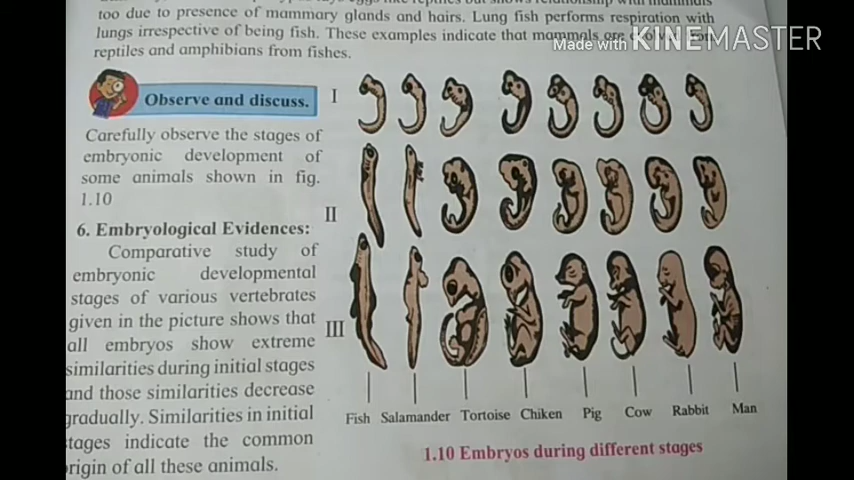 too due to presence of mammary glands and hairs. Lung fish performs respiration with
lungs irrespective of being fish. These examples indicate that mammals are
reptiles and amphibians from fishes.
Made with KINEMASTER
Observe and discuss.
Carefully observe the stages of
embryonic development of
some animals shown in fig.
1.10
6. Embryological Evidences:
Comparative study of
embryonic developmental
stages of various vertebrates
given in the picture shows that
all embryos show extreme
similarities during initial stages
and those similarities decrease
gradually. Similarities in initial
stages indicate the common
origin of all these animals.
I
II
III
Fish Salamander Tortoise Chiken Pig Cow Rabbit Man
1.10 Embryos during different stages